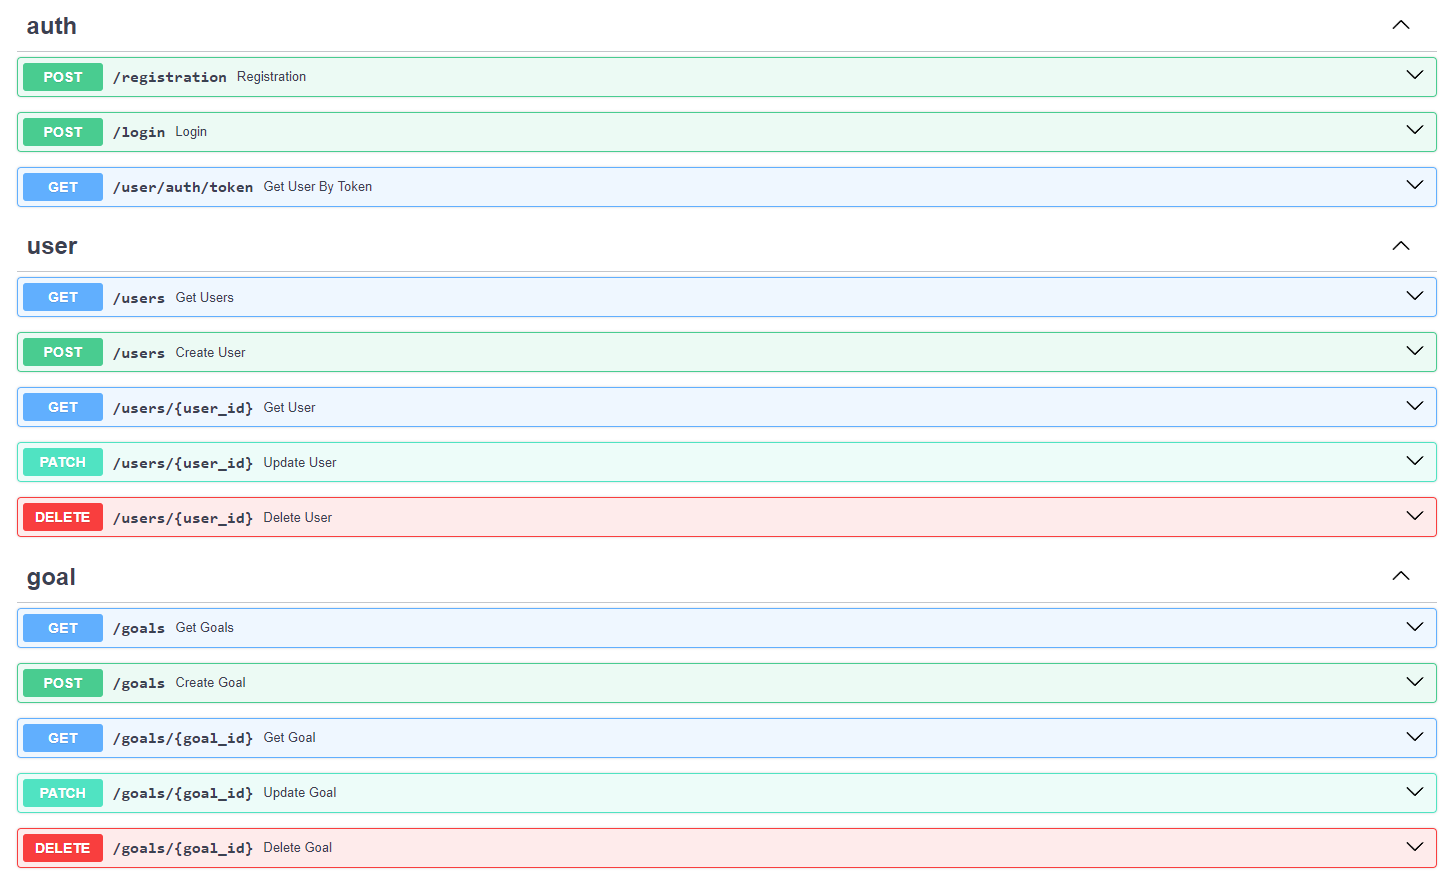 auth
POST /registration Registration
POST /login Login
GET /user/auth/token Get User By Token
user
GET /users Get Users
POST /users Create User
GET /users/{user_id} Get User
PATCH /users/{user_id} Update User
DELETE /users/{user_id} Delete User
goal
GET /goals Get Goals
POST /goals Create Goal
GET /goals/{goal_id} Get Goal
PATCH /goals/{goal_id} Update Goal
DELETE /goals/{goal_id} Delete Goal